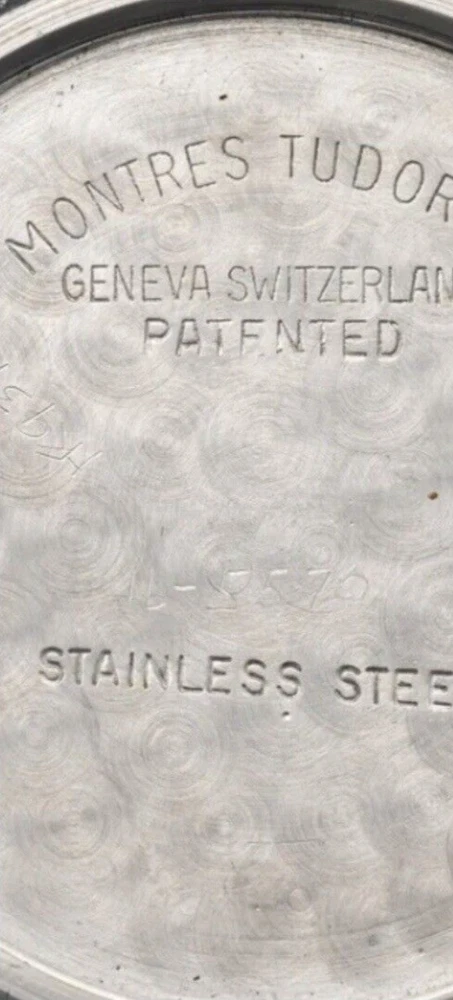 MONTRES TUDOR
GENEVA SWITZERLAN
PATENTED
STAINLESS STEE